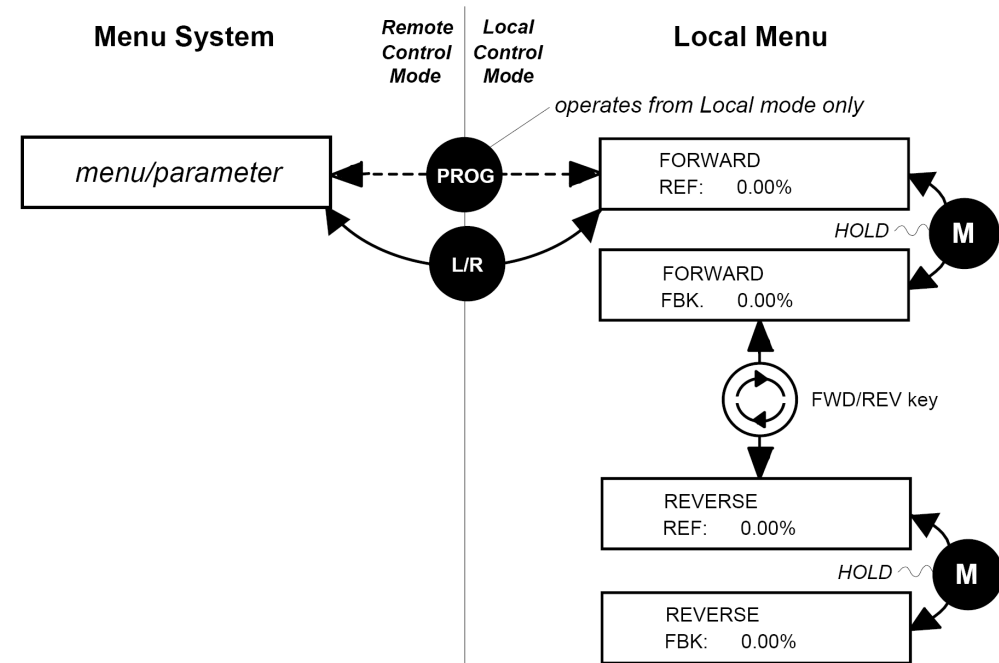 Menu System
Remote
Control
Mode
Local
Control
Mode
Local Menu
operates from Local mode only
menu/parameter
PROG
L/R
FORWARD
REF: 0.00%
HOLD
M
FORWARD
FBK. 0.00%
FWD/REV key
REVERSE
REF: 0.00%
HOLD
M
REVERSE
FBK: 0.00%